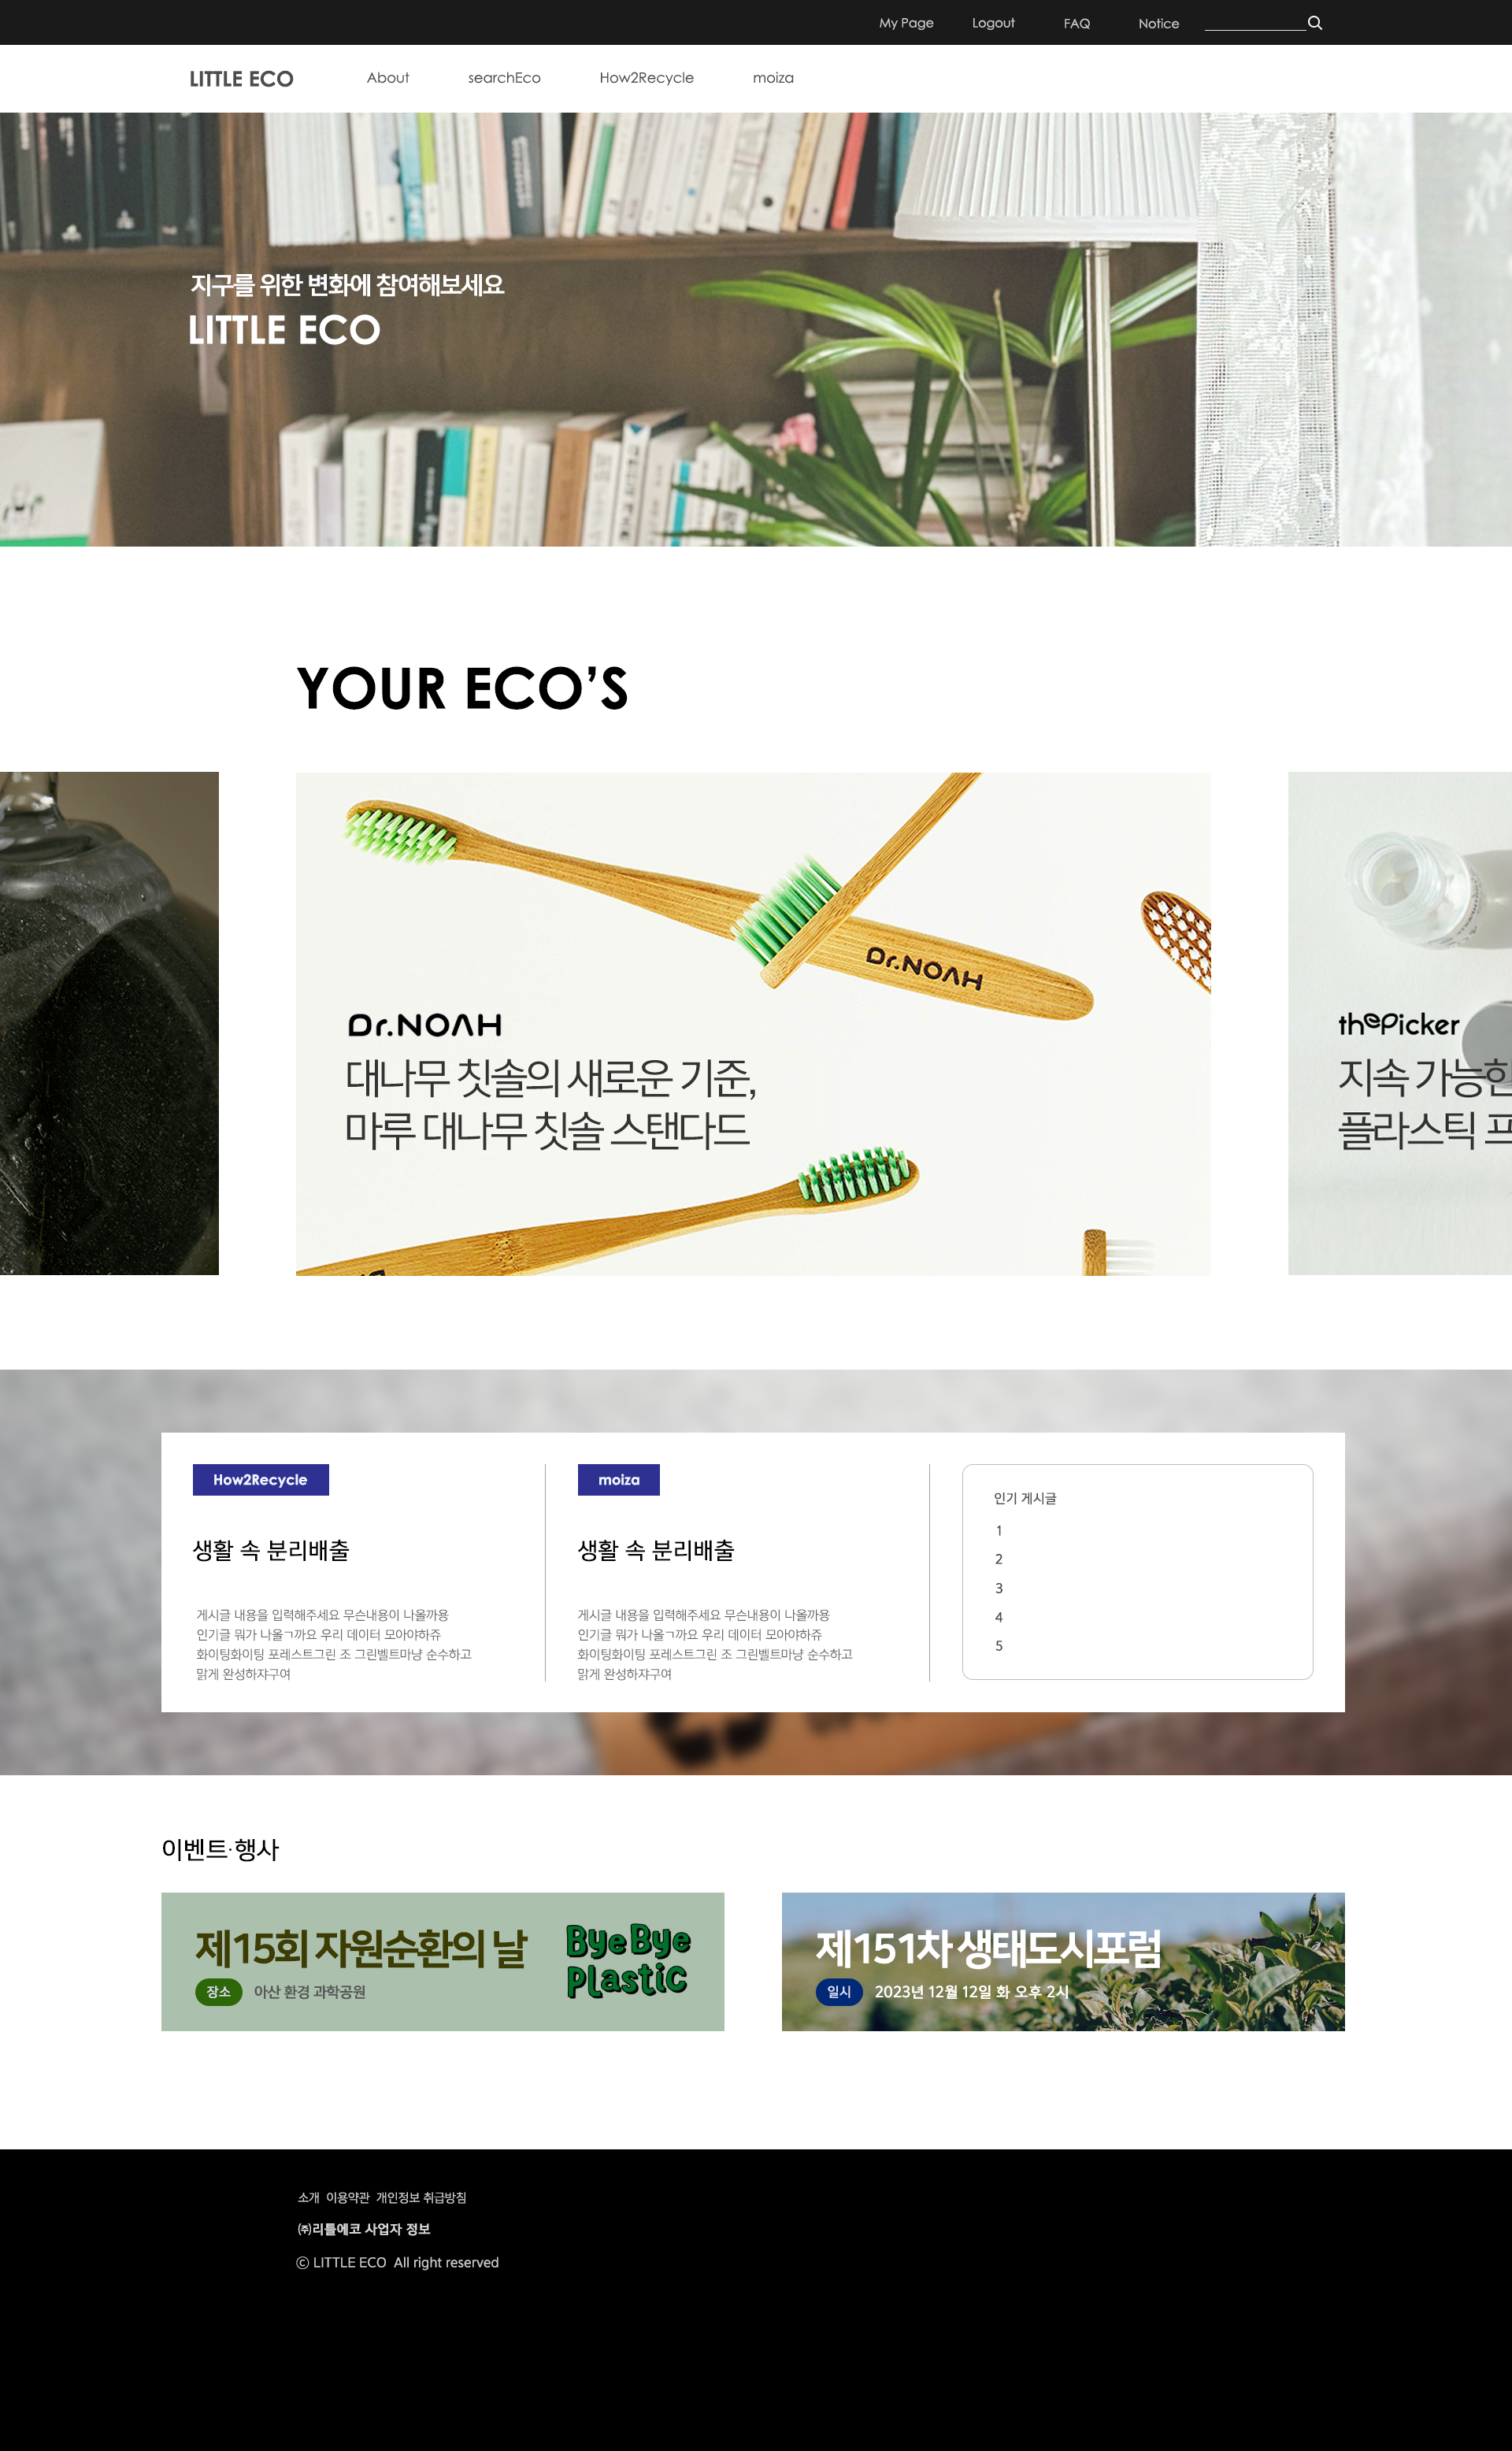 My Page Logout FAQ Notice
LITTLE ECO About searchEco How2Recycle moiza
지구를 위한 변화에 참여해보세요
LITTLE ECO
YOUR ECO’S
Dr.NOAH
Dr.NOAH
대나무 칫솔의 새로운 기준,
마루 대나무 칫솔 스탠다드
thePicker
지속 가능한
플라스틱
How2Recycle
생활 속 분리배출
게시글 내용을 입력해주세요 무슨내용이 나올까용
인기글 뭐가 나올ㄱ까요 우리 데이터 모아야하쥬
화이팅화이팅 포레스트그린 조 그린벨트마냥 순수하고
맑게 완성하쟈구여
moiza
생활 속 분리배출
게시글 내용을 입력해주세요 무슨내용이 나올까용
인기글 뭐가 나올ㄱ까요 우리 데이터 모아야하쥬
화이팅화이팅 포레스트그린 조 그린벨트마냥 순수하고
맑게 완성하쟈구여
인기 게시글
1
2
3
4
5
이벤트·행사
제15회 자원순환의 날
장소 아산 환경 과학공원
Bye Bye
Plastic
제151차 생태도시포럼
일시 2023년 12월 12일 화 오후 2시
소개 이용약관 개인정보 취급방침
㈜리틀에코 사업자 정보
ⓒ LITTLE ECO All right reserved